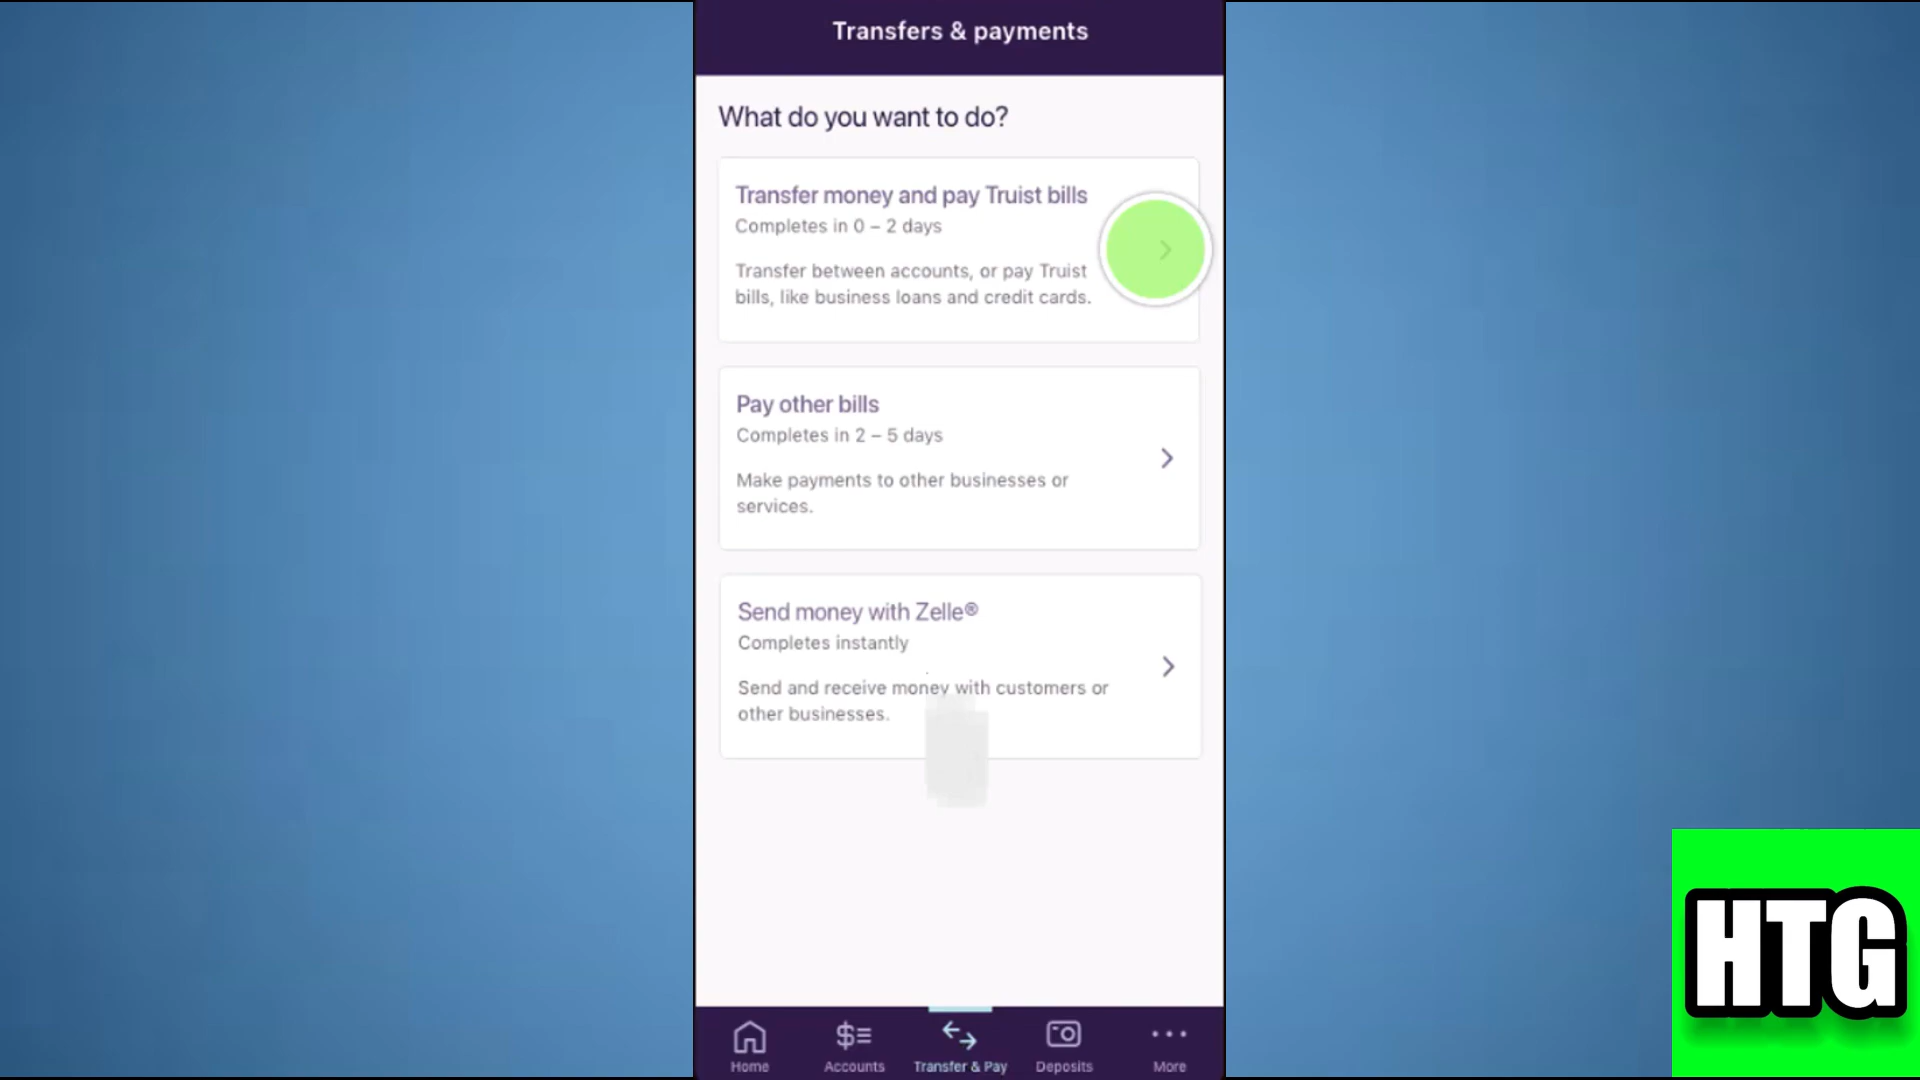 Transfers & payments
What do you want to do?
Transfer money and pay Truist bills
Completes in 0 – 2 days
Transfer between accounts, or pay Truist
bills, like business loans and credit cards.
Pay other bills
Completes in 2 – 5 days
Make payments to other businesses or
services.
Send money with Zelle®
Completes instantly
Send and receive money with customers or
other businesses.
Home
Accounts
Transfer & Pay
Deposits
More
HTG